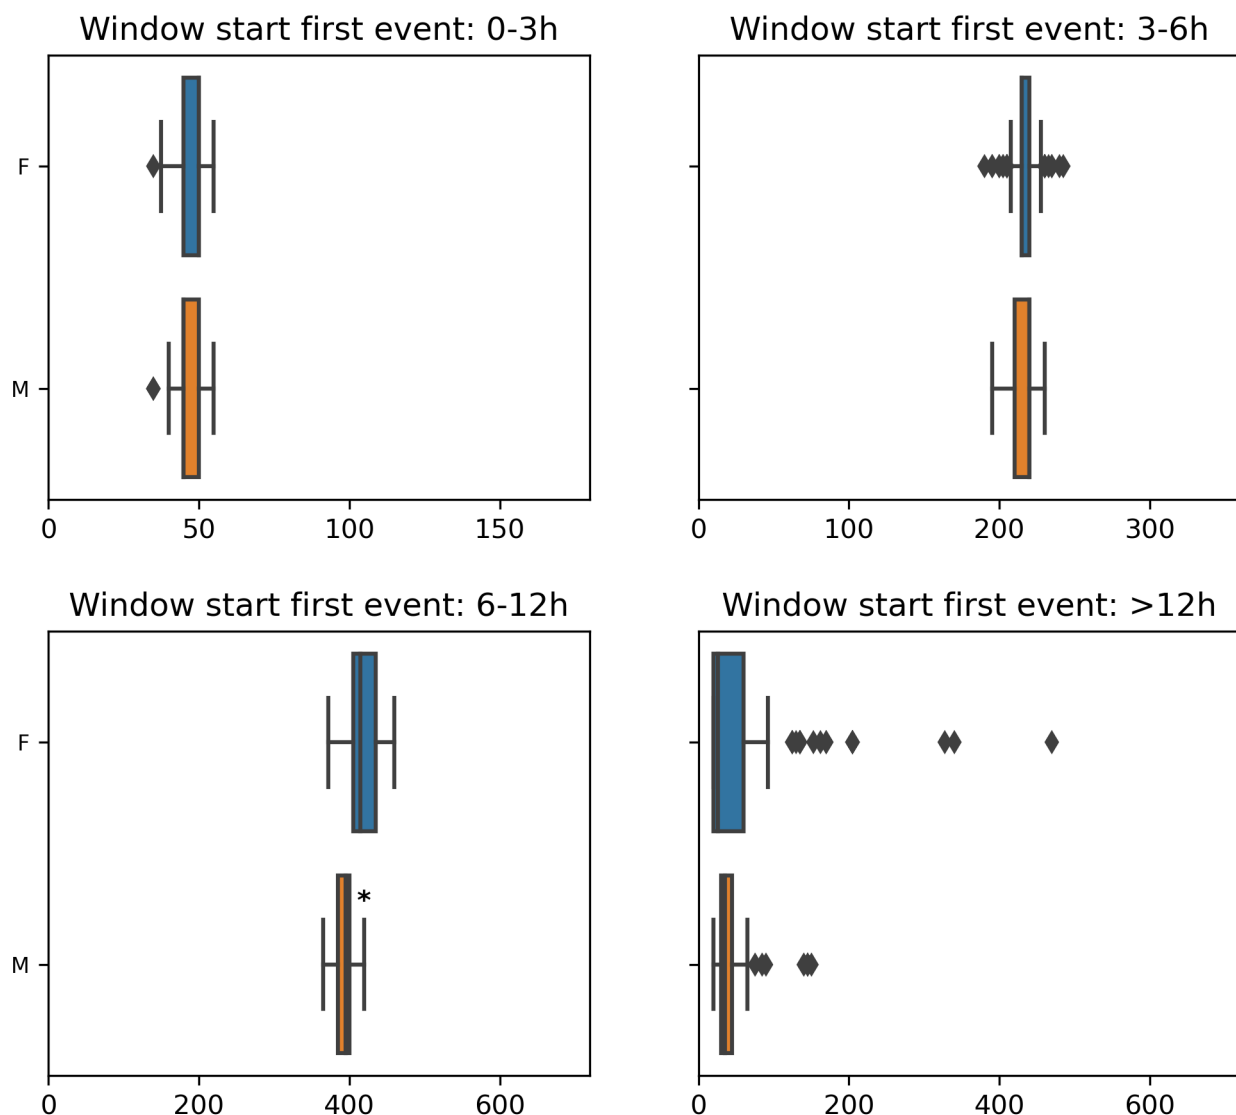 Window start first event: 0-3h
Window start first event: 3-6h
F
M
0 50 100 150
0 100 200 300
Window start first event: 6-12h
Window start first event: >12h
F
*
M
0 200 400 600
0 200 400 600